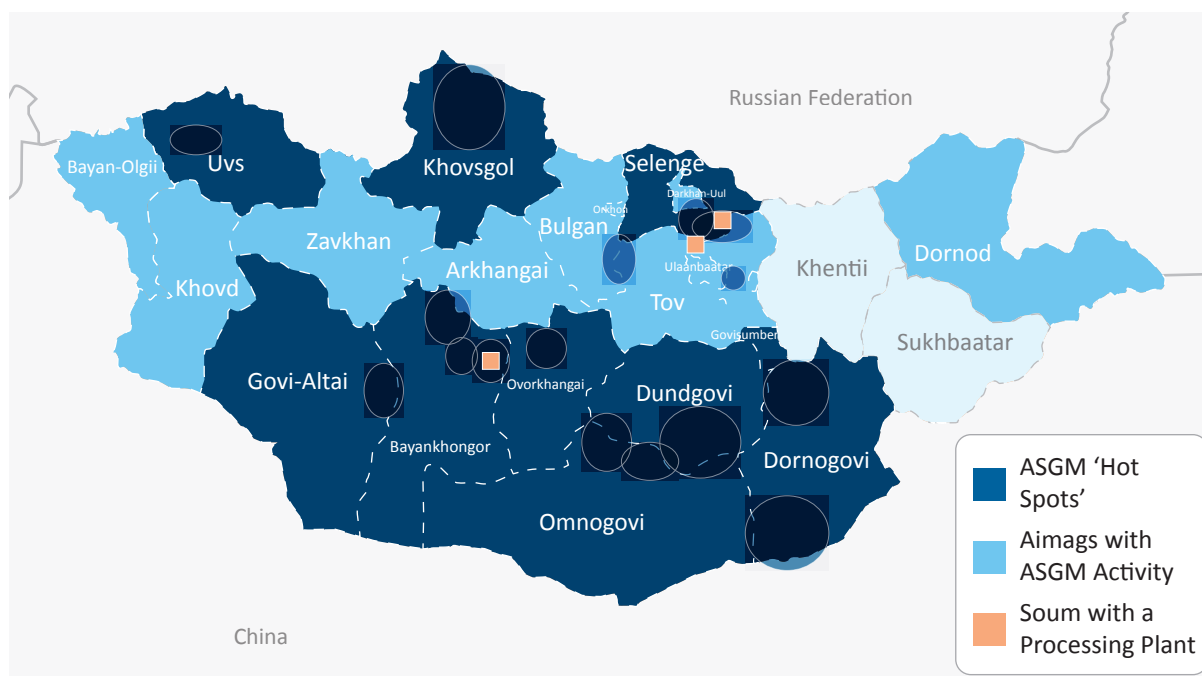 Russian Federation
Bayan-Olgii
Uvs
Khovsgol
Selenge
Darkhan-Uul
Orkhon
Bulgan
Zavkhan
Arkhangai
Ulaanbaatar
Khentii
Dornod
Khovd
Tov
Govisumber
Sukhbaatar
Govi-Altai
Ovorkhangai
Dundgovi
Bayankhongor
Dornogovi
Omnogovi
China
ASGM ‘Hot
Spots’
Aimags with
ASGM Activity
Soum with a
Processing Plant